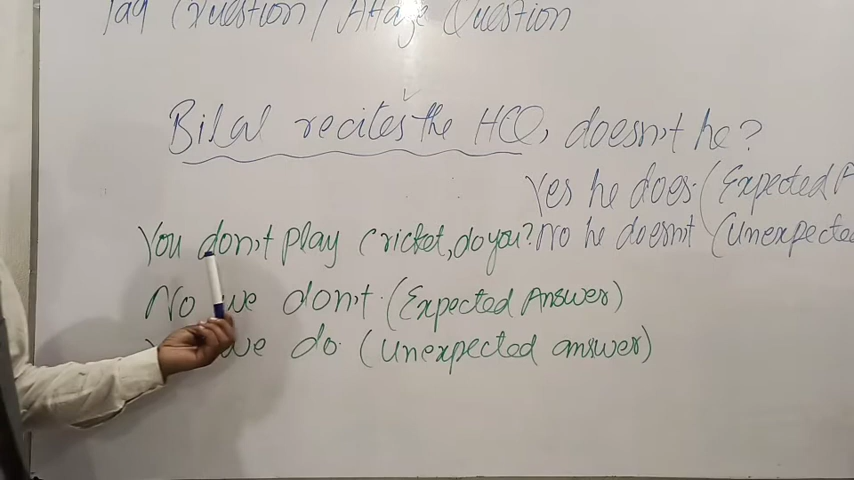 Tag Question / Attage Question
Bilal recites the HCQ, doesn't he?
Yes he does. (Expected A
No he doesn't (Unexpected
You don't play Cricket, do you?
No we don't. (Expected Answer)
we do. (Unexpected answer)